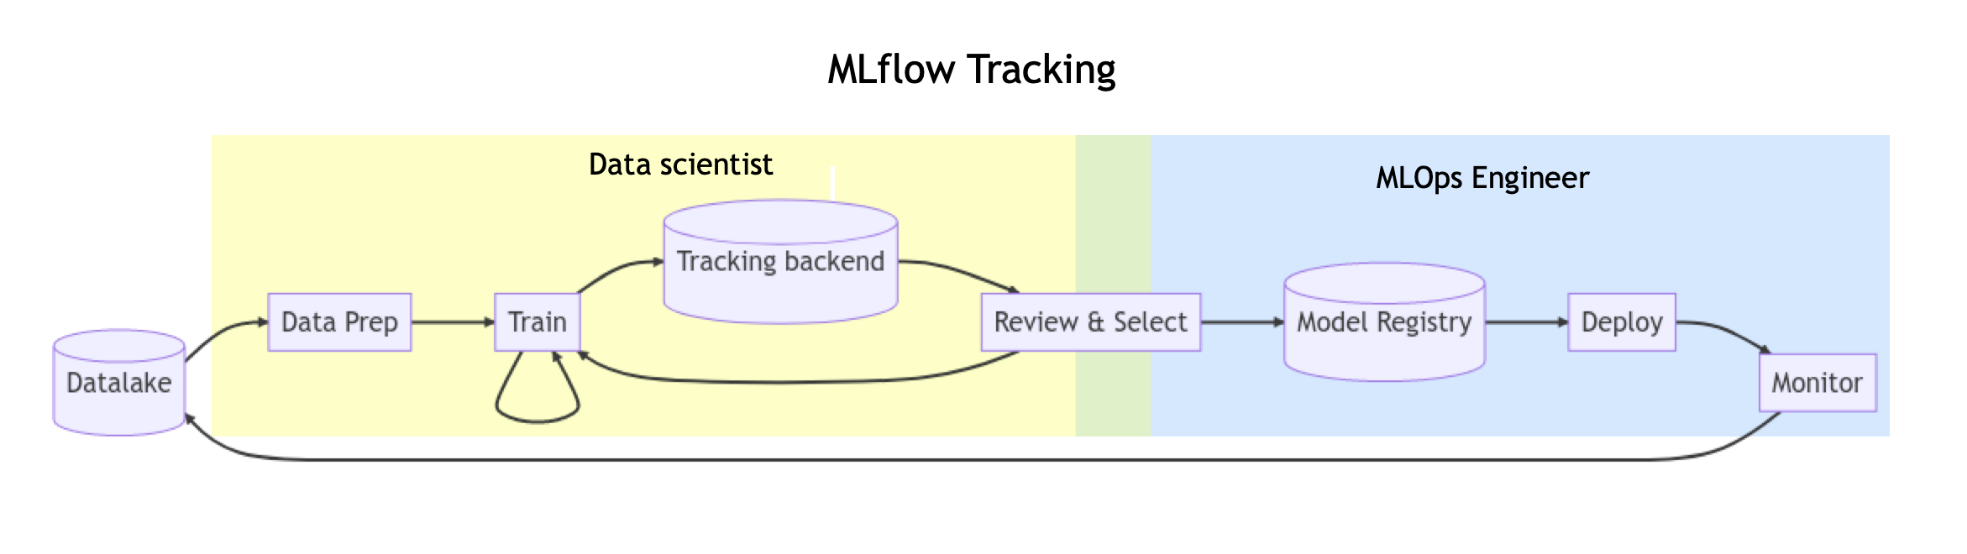 MLflow Tracking
Data scientist
MLOps Engineer
Datalake
Data Prep
Train
Tracking backend
Review & Select
Model Registry
Deploy
Monitor